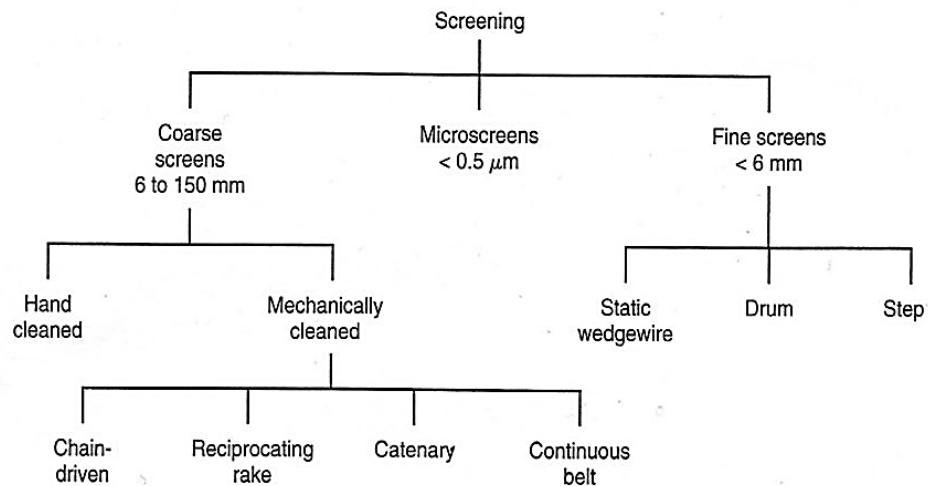 Screening
Coarse
screens
6 to 150 mm
Microscreens
< 0.5 μm
Fine screens
< 6 mm
Hand
cleaned
Mechanically
cleaned
Static
wedgewire
Drum
Step
Chain-
driven
Reciprocating
rake
Catenary
Continuous
belt